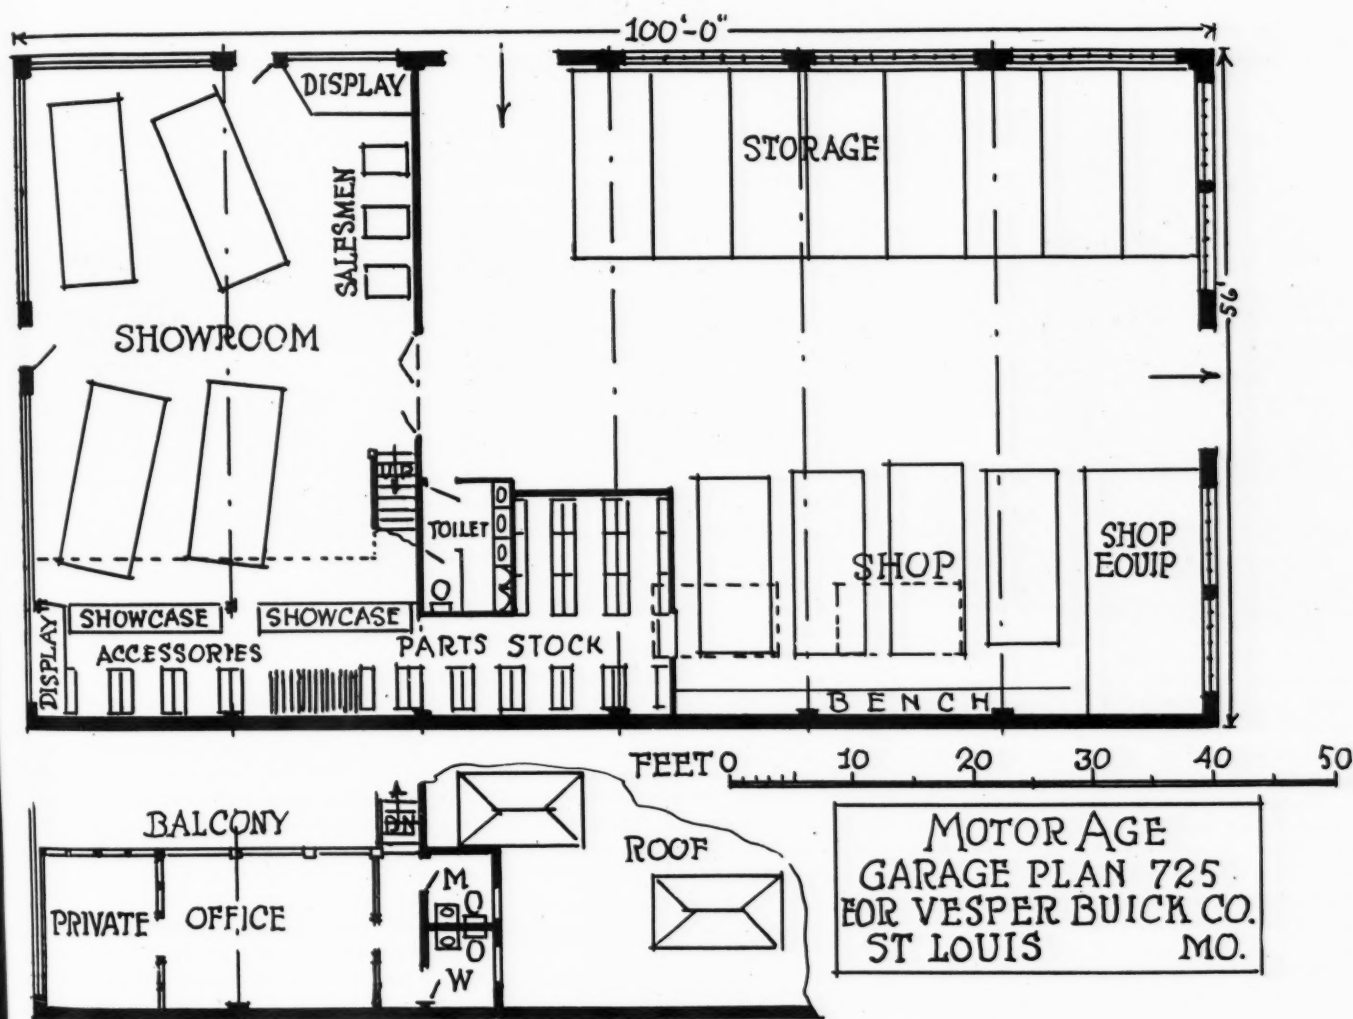 100'-0"
DISPLAY
STORAGE
SALESMEN
56'
SHOWROOM
UP
TOILET
SHOP
SHOP
EQUIP
SHOWCASE
SHOWCASE
DISPLAY
ACCESSORIES
PARTS STOCK
BENCH
FEET 0 10 20 30 40 50
BALCONY
DN
ROOF
M
PRIVATE
OFFICE
W
MOTOR AGE
GARAGE PLAN 725
FOR VESPER BUICK CO.
ST LOUIS MO.